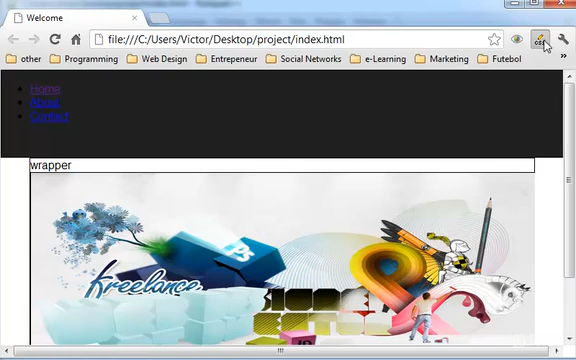 Welcome
file:///C:/Users/Victor/Desktop/project/index.html
other Programming Web Design Entrepeneur Social Networks e-Learning Marketing Futebol »
Home
About
Contact
wrapper
Ps
Freelance